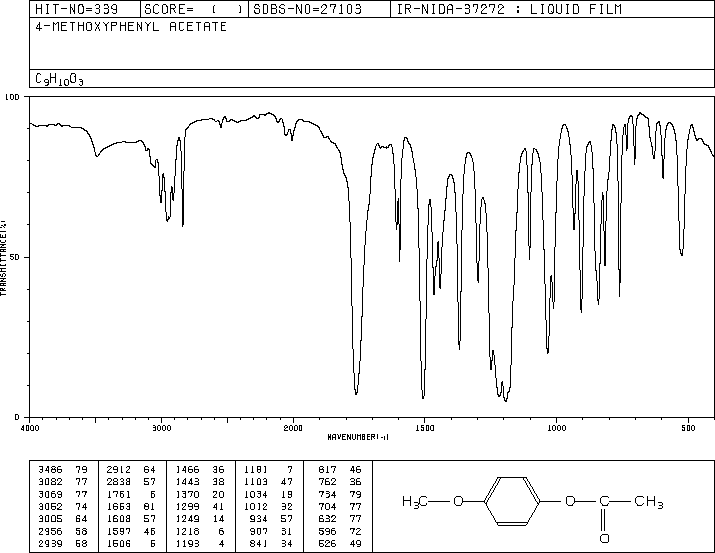 HIT-NO=339 SCORE= ( ) SDBS-NO=27103 IR-NIDA-37272 : LIQUID FILM
4-METHOXYPHENYL ACETATE
C9H10O3
100
50
0
TRANSMITTANCE(%)
4000 3000 2000 1500 1000 500
WAVENUMBER(-1)
3486 79 2912 64 1466 36 1181 7 817 46
3082 77 2838 57 1443 38 1103 47 762 36
3069 77 1761 6 1370 20 1034 19 734 79
3052 74 1663 81 1299 41 1012 32 704 77
3005 64 1608 57 1249 14 934 57 632 77
2956 58 1597 46 1218 6 907 31 596 72
2939 58 1506 5 1193 4 841 34 526 49
H3C O O C CH3
O